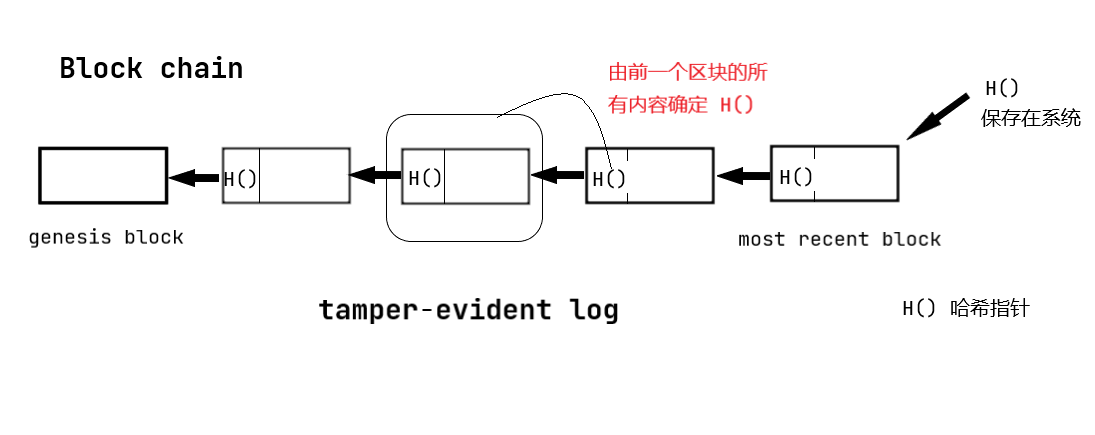 Block chain
由前一个区块的所
有内容确定 H()
H()
保存在系统
H()
H()
H()
H()
genesis block
most recent block
tamper-evident log
H() 哈希指针